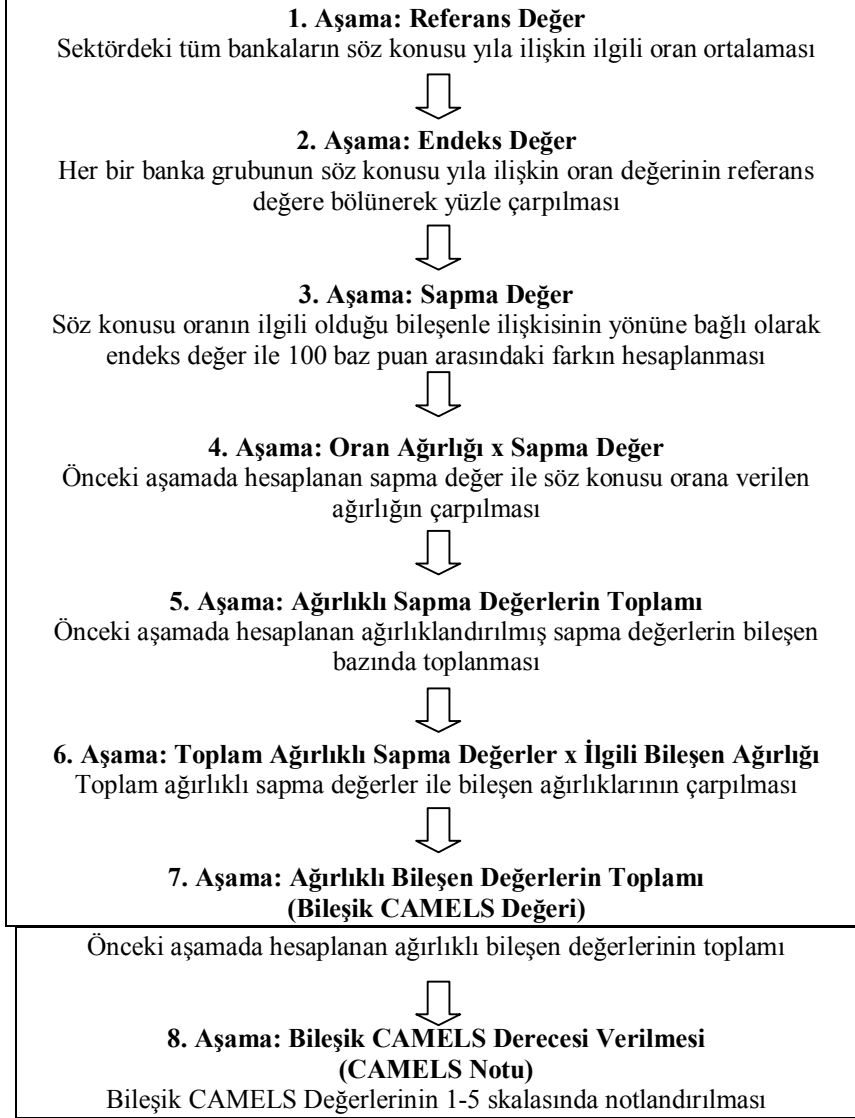 1. Aşama: Referans Değer
Sektördeki tüm bankaların söz konusu yıla ilişkin ilgili oran ortalaması
2. Aşama: Endeks Değer
Her bir banka grubunun söz konusu yıla ilişkin oran değerinin referans
değere bölünerek yüzle çarpılması
3. Aşama: Sapma Değer
Söz konusu oranın ilgili olduğu bileşenle ilişkisinin yönüne bağlı olarak
endeks değer ile 100 baz puan arasındaki farkın hesaplanması
4. Aşama: Oran Ağırlığı x Sapma Değer
Önceki aşamada hesaplanan sapma değer ile söz konusu orana verilen
ağırlığın çarpılması
5. Aşama: Ağırlıklı Sapma Değerlerin Toplamı
Önceki aşamada hesaplanan ağırlıklandırılmış sapma değerlerin bileşen
bazında toplanması
6. Aşama: Toplam Ağırlıklı Sapma Değerler x İlgili Bileşen Ağırlığı
Toplam ağırlıklı sapma değerler ile bileşen ağırlıklarının çarpılması
7. Aşama: Ağırlıklı Bileşen Değerlerin Toplamı
(Bileşik CAMELS Değeri)
Önceki aşamada hesaplanan ağırlıklı bileşen değerlerinin toplamı
8. Aşama: Bileşik CAMELS Derecesi Verilmesi
(CAMELS Notu)
Bileşik CAMELS Değerlerinin 1-5 skalasında notlandırılması